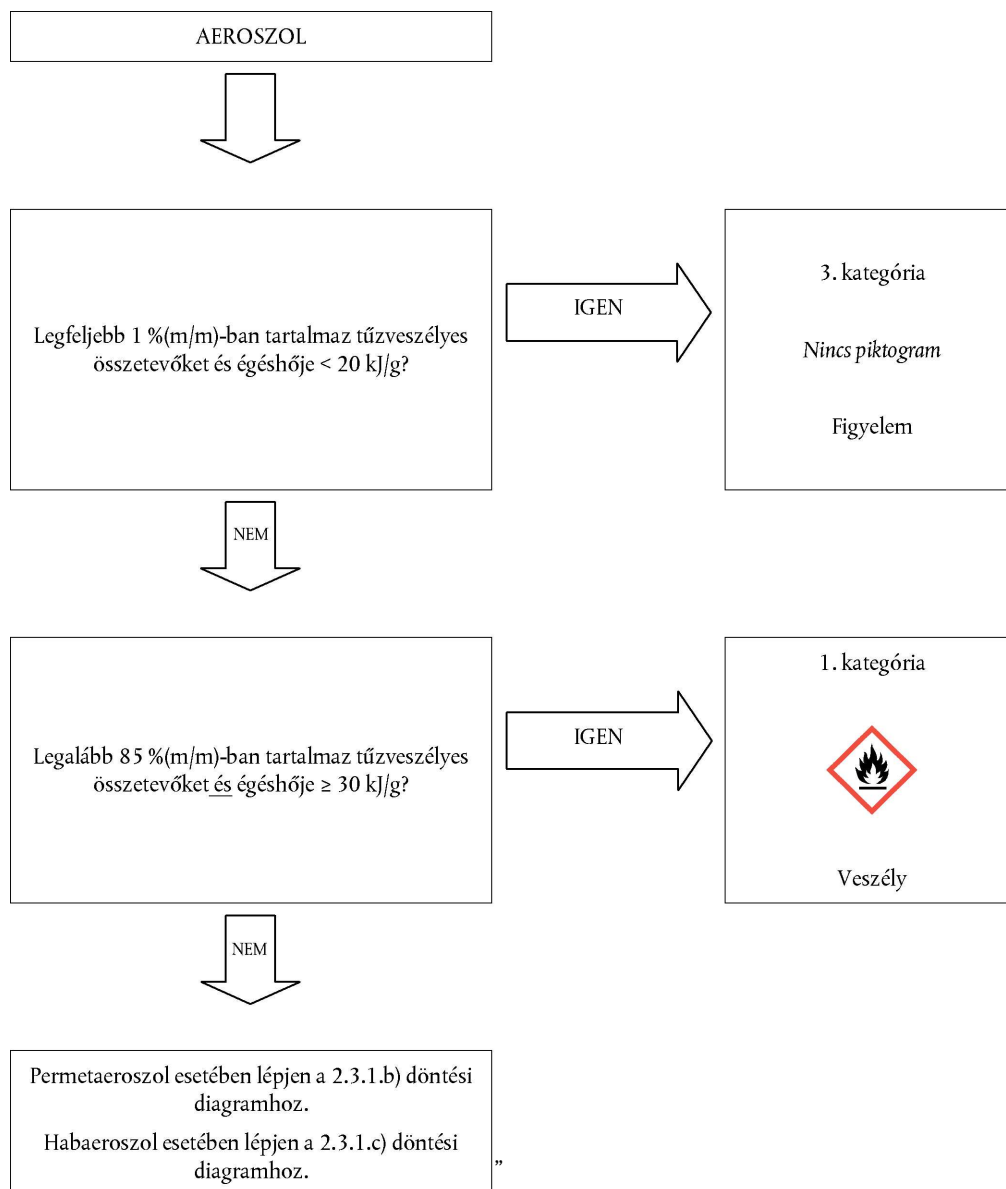 AEROSZOL
Legfeljebb 1 %(m/m)-ban tartalmaz tűzveszélyes
összetevőket és égéshője < 20 kJ/g?
IGEN
3. kategória
Nincs piktogram
Figyelem
NEM
Legalább 85 %(m/m)-ban tartalmaz tűzveszélyes
összetevőket és égéshője ≥ 30 kJ/g?
IGEN
1. kategória
Veszély
NEM
Permetaeroszol esetében lépjen a 2.3.1.b) döntési
diagramhoz.
Habaeroszol esetében lépjen a 2.3.1.c) döntési
diagramhoz.
”